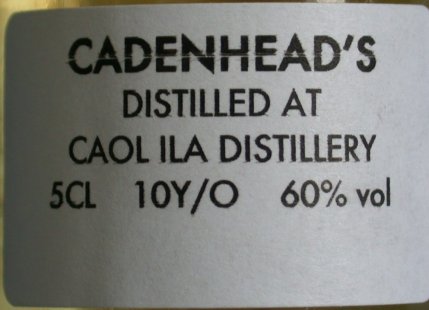 CADENHEAD'S
DISTILLED AT
CAOL ILA DISTILLERY
5CL 10Y/O 60% vol